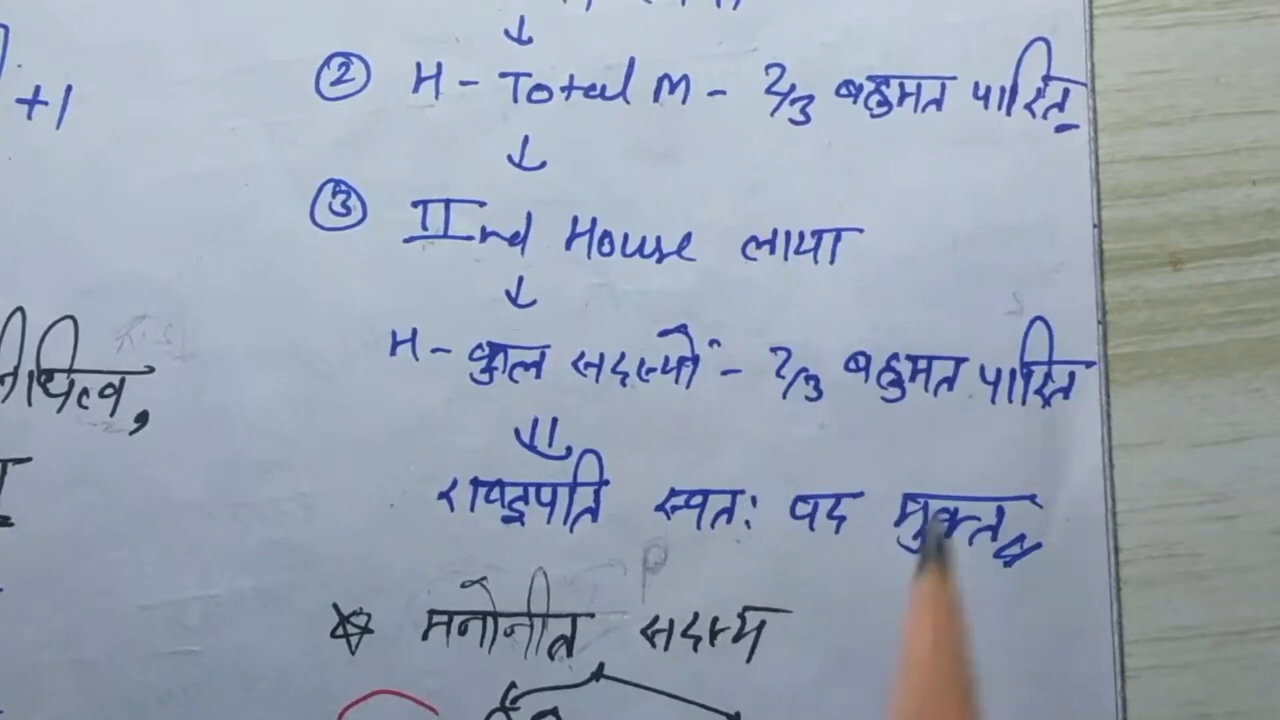 +1
② H - Total M - 2/3 बहुमत पारित
③ IInd House लाया
H - कुल सदस्यों - 2/3 बहुमत पारित
राष्ट्रपति स्वतः पद मुक्त
मनोनीत सदस्य